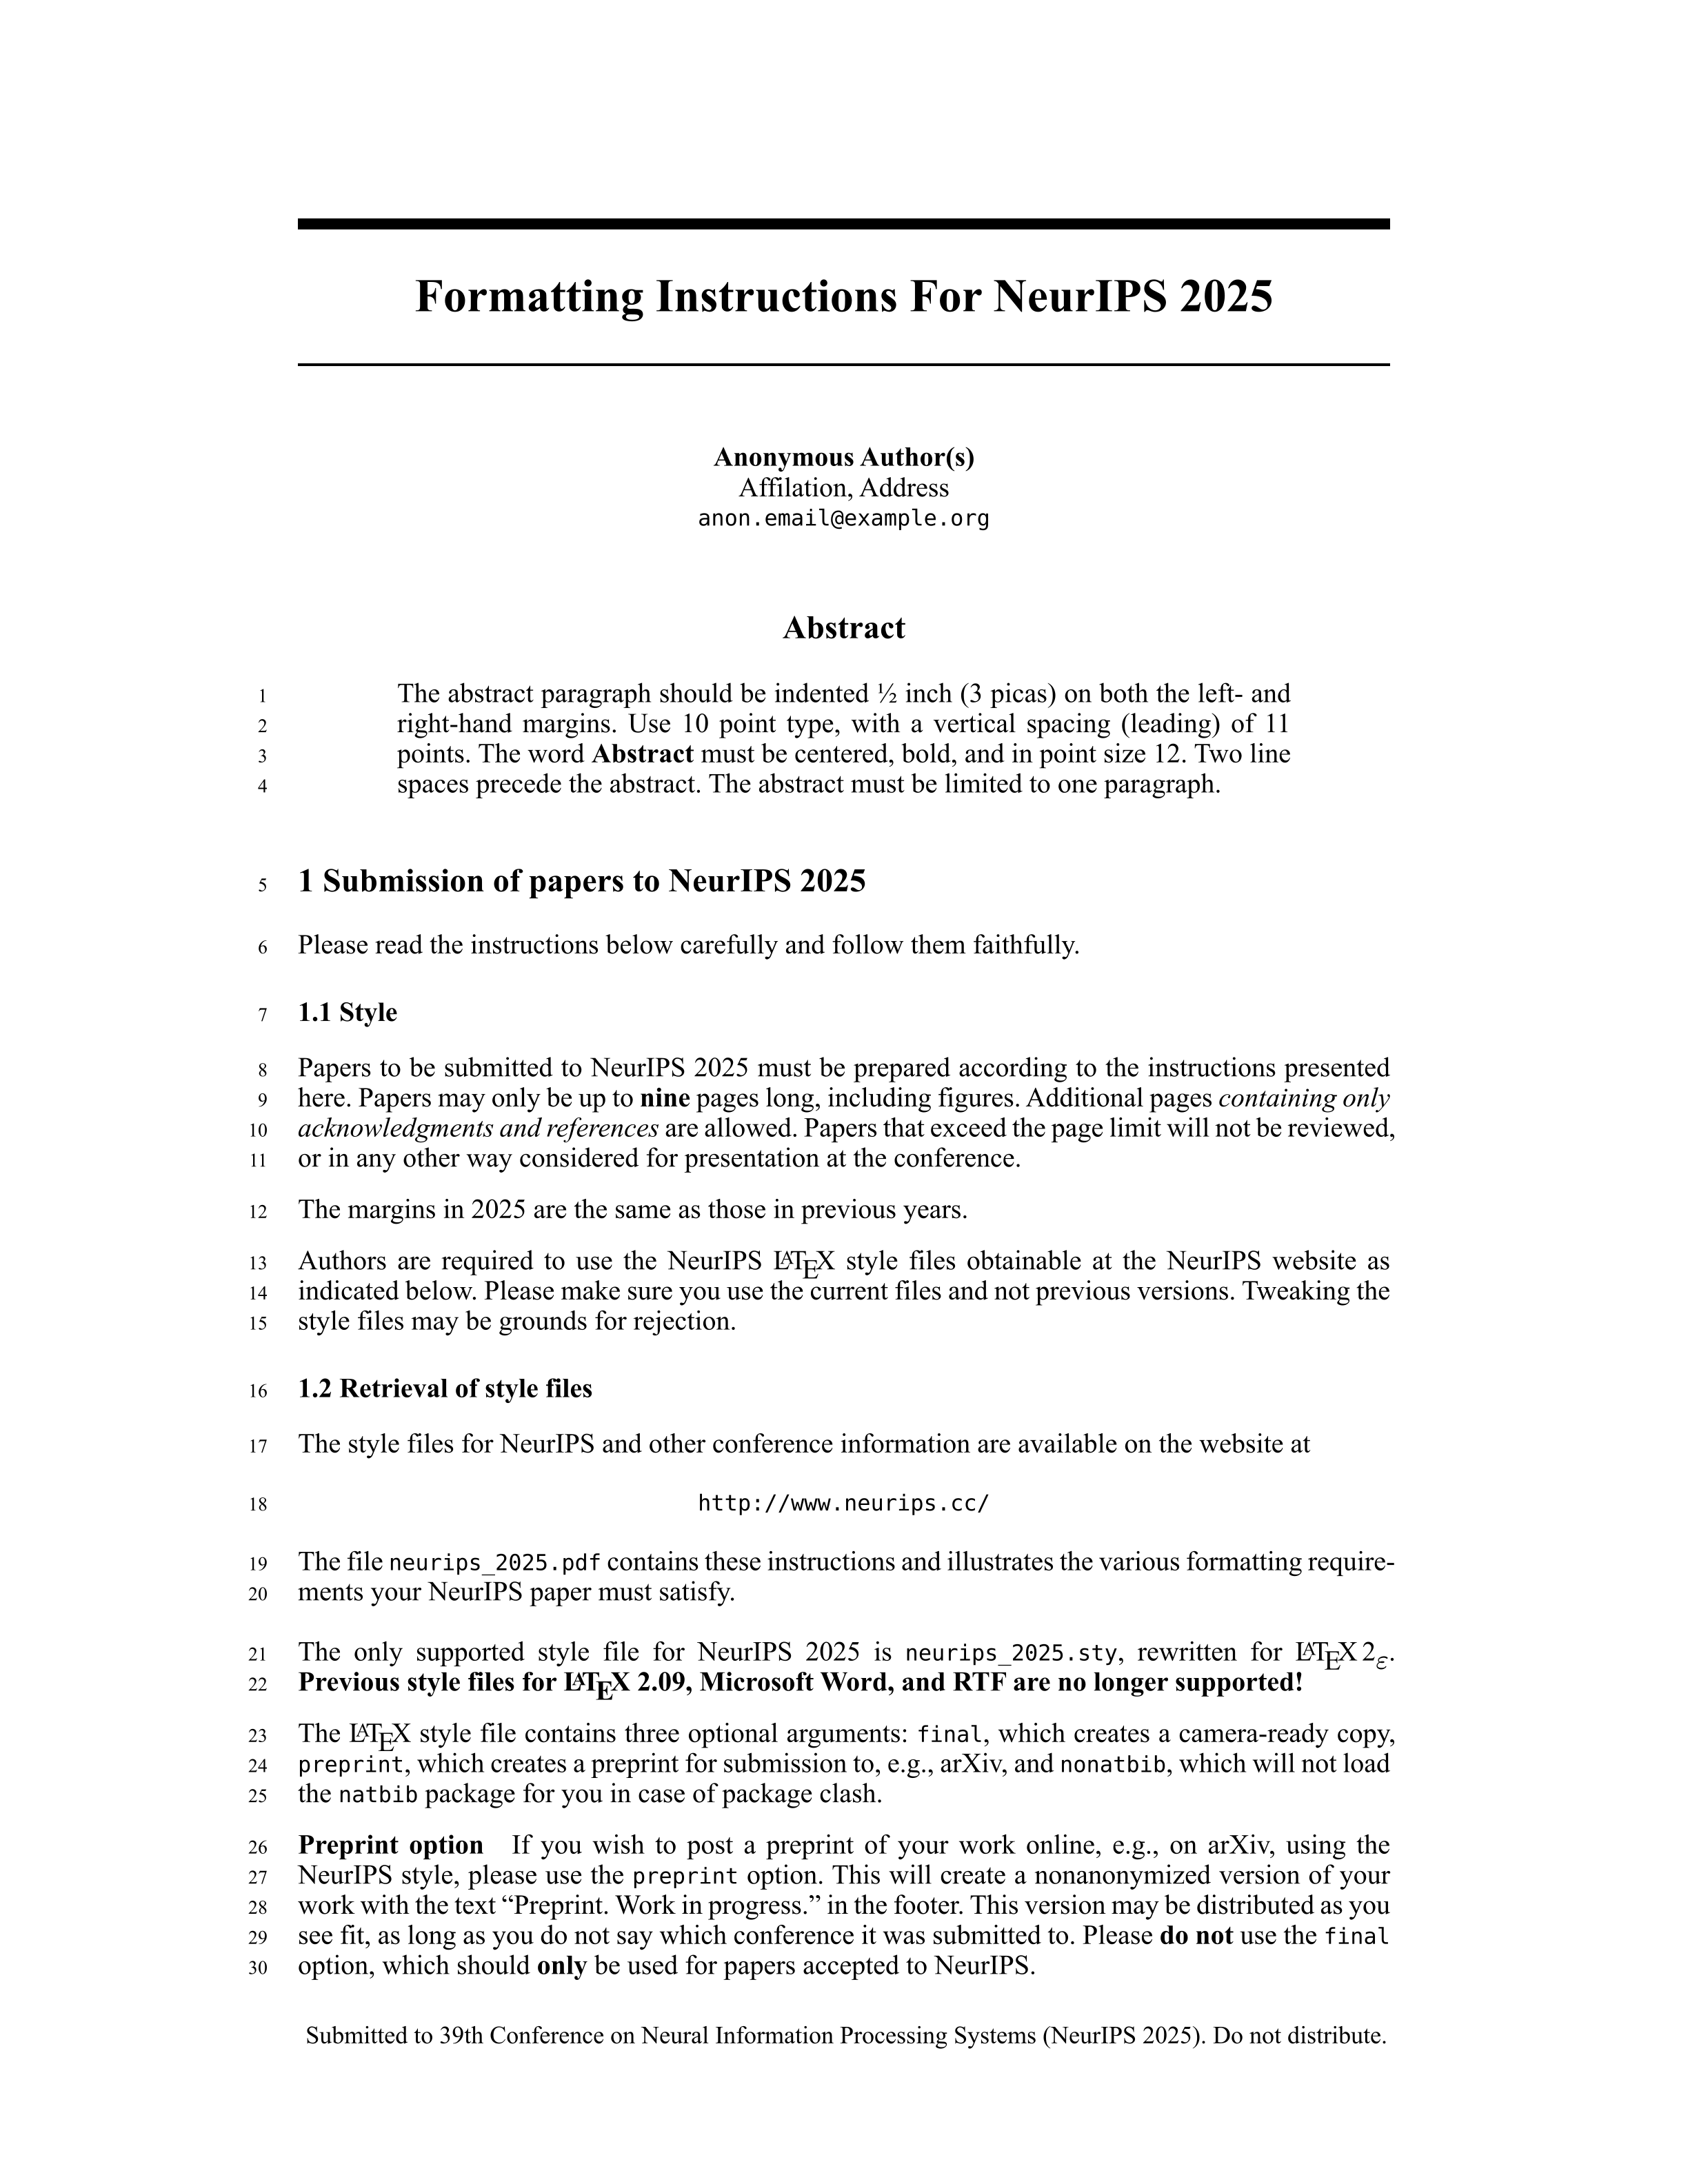 Formatting Instructions For NeurIPS 2025
Anonymous Author(s)
Affilation, Address
anon.email@example.org
Abstract
1 The abstract paragraph should be indented ½ inch (3 picas) on both the left- and
2 right-hand margins. Use 10 point type, with a vertical spacing (leading) of 11
3 points. The word Abstract must be centered, bold, and in point size 12. Two line
4 spaces precede the abstract. The abstract must be limited to one paragraph.
5 1 Submission of papers to NeurIPS 2025
6 Please read the instructions below carefully and follow them faithfully.
7 1.1 Style
8 Papers to be submitted to NeurIPS 2025 must be prepared according to the instructions presented
9 here. Papers may only be up to nine pages long, including figures. Additional pages containing only
10 acknowledgments and references are allowed. Papers that exceed the page limit will not be reviewed,
11 or in any other way considered for presentation at the conference.
12 The margins in 2025 are the same as those in previous years.
13 Authors are required to use the NeurIPS LATEX style files obtainable at the NeurIPS website as
14 indicated below. Please make sure you use the current files and not previous versions. Tweaking the
15 style files may be grounds for rejection.
16 1.2 Retrieval of style files
17 The style files for NeurIPS and other conference information are available on the website at
18 http://www.neurips.cc/
19 The file neurips_2025.pdf contains these instructions and illustrates the various formatting require-
20 ments your NeurIPS paper must satisfy.
21 The only supported style file for NeurIPS 2025 is neurips_2025.sty, rewritten for LATEX 2ε.
22 Previous style files for LATEX 2.09, Microsoft Word, and RTF are no longer supported!
23 The LATEX style file contains three optional arguments: final, which creates a camera-ready copy,
24 preprint, which creates a preprint for submission to, e.g., arXiv, and nonatbib, which will not load
25 the natbib package for you in case of package clash.
26 Preprint option If you wish to post a preprint of your work online, e.g., on arXiv, using the
27 NeurIPS style, please use the preprint option. This will create a nonanonymized version of your
28 work with the text “Preprint. Work in progress.” in the footer. This version may be distributed as you
29 see fit, as long as you do not say which conference it was submitted to. Please do not use the final
30 option, which should only be used for papers accepted to NeurIPS.
Submitted to 39th Conference on Neural Information Processing Systems (NeurIPS 2025). Do not distribute.